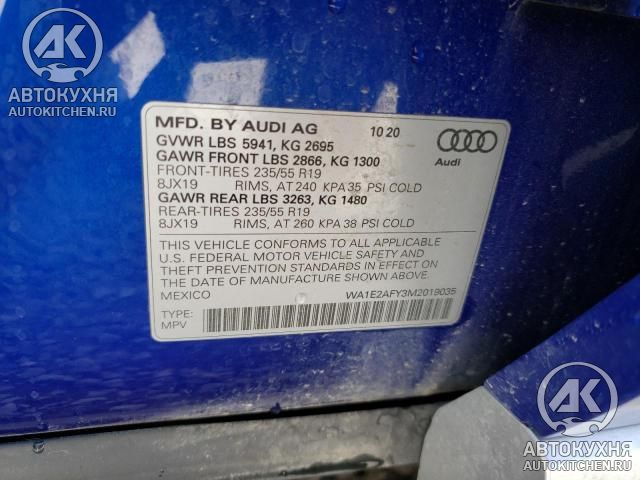 AK
АВТОКУХНЯ
AUTOKITCHEN.RU
MFD. BY AUDI AG 10 20
GVWR LBS 5941, KG 2695
GAWR FRONT LBS 2866, KG 1300
FRONT-TIRES 235/55 R19
8JX19 RIMS, AT 240 KPA 35 PSI COLD
GAWR REAR LBS 3263, KG 1480
REAR-TIRES 235/55 R19
8JX19 RIMS, AT 260 KPA 38 PSI COLD
Audi
THIS VEHICLE CONFORMS TO ALL APPLICABLE
U.S. FEDERAL MOTOR VEHICLE SAFETY AND
THEFT PREVENTION STANDARDS IN EFFECT ON
THE DATE OF MANUFACTURE SHOWN ABOVE.
MEXICO WA1E2AFY3M2019035
TYPE:
MPV
AK
АВТОКУХНЯ
AUTOKITCHEN.RU